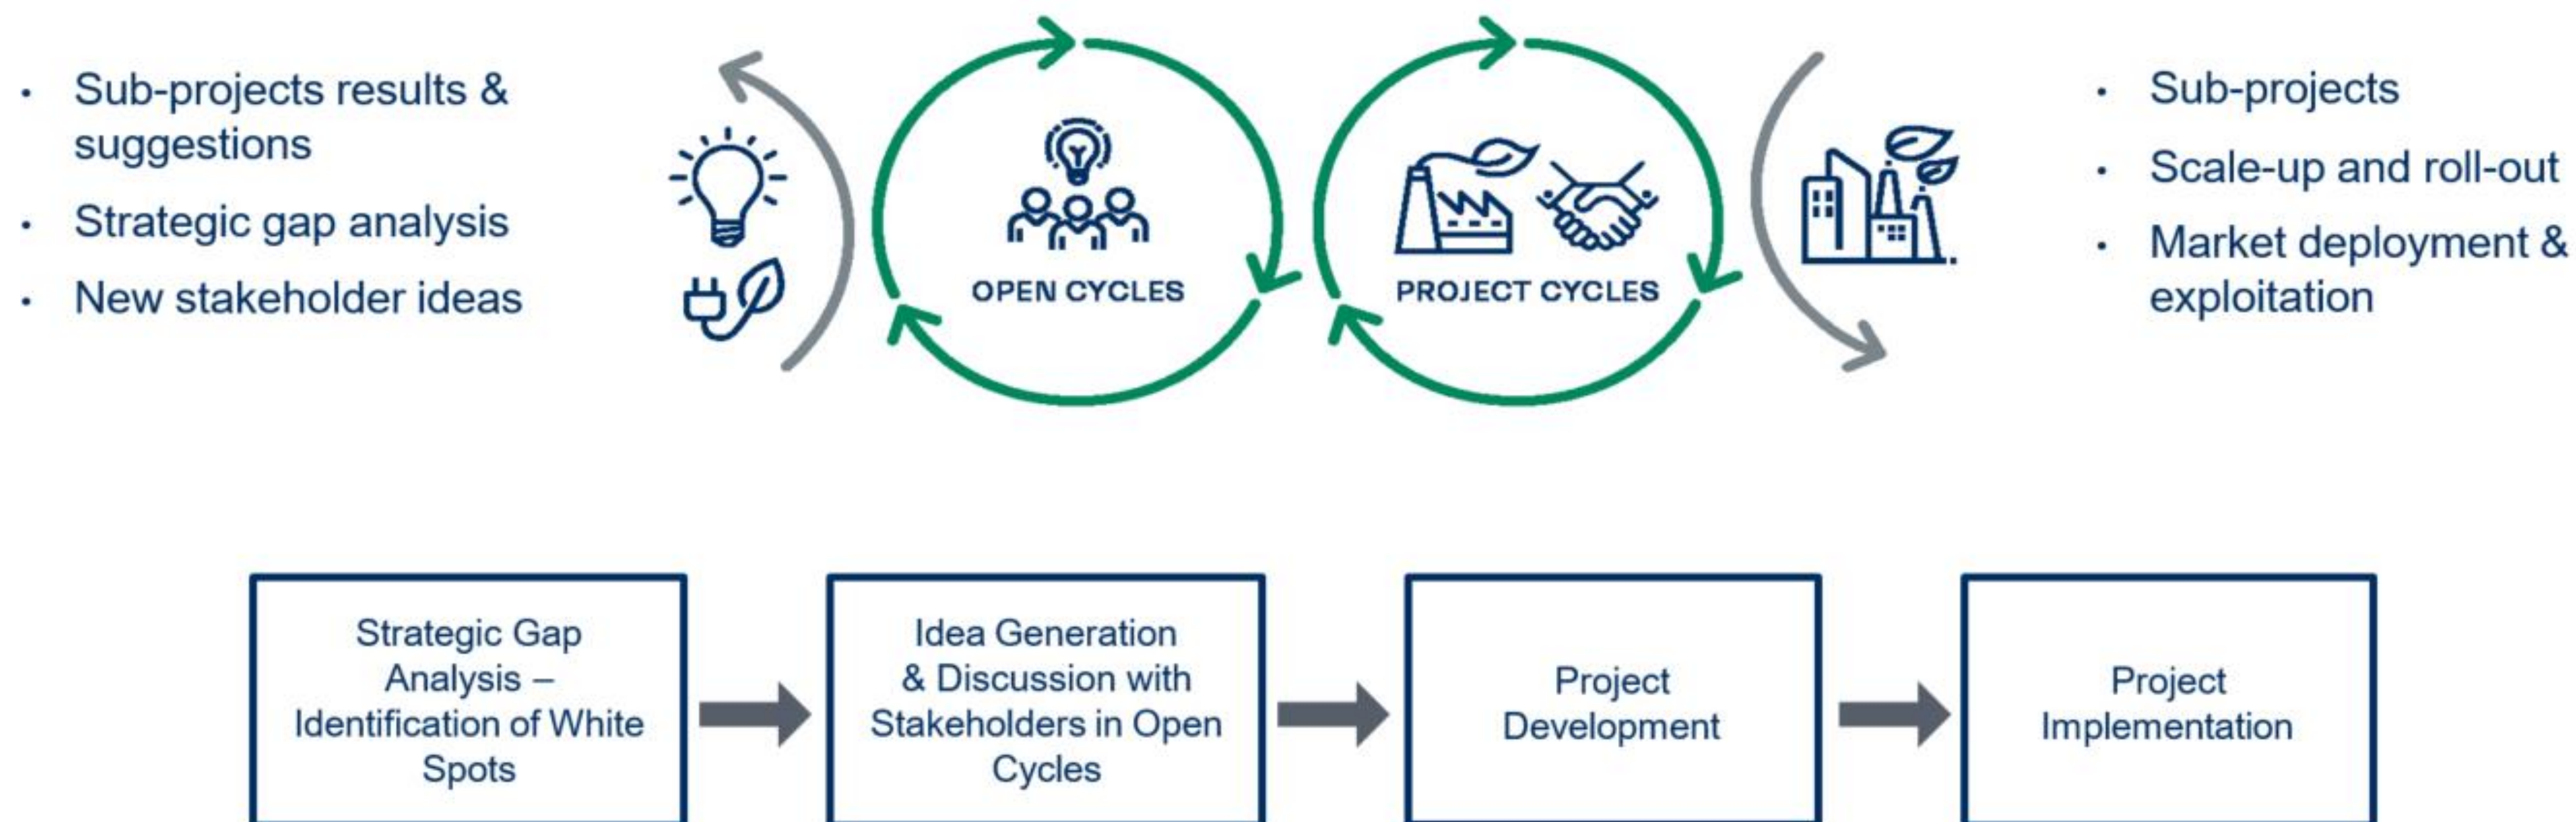 • Sub-projects results &
suggestions
• Strategic gap analysis
• New stakeholder ideas
OPEN CYCLES
PROJECT CYCLES
• Sub-projects
• Scale-up and roll-out
• Market deployment &
exploitation
Strategic Gap
Analysis –
Identification of White
Spots
Idea Generation
& Discussion with
Stakeholders in Open
Cycles
Project
Development
Project
Implementation